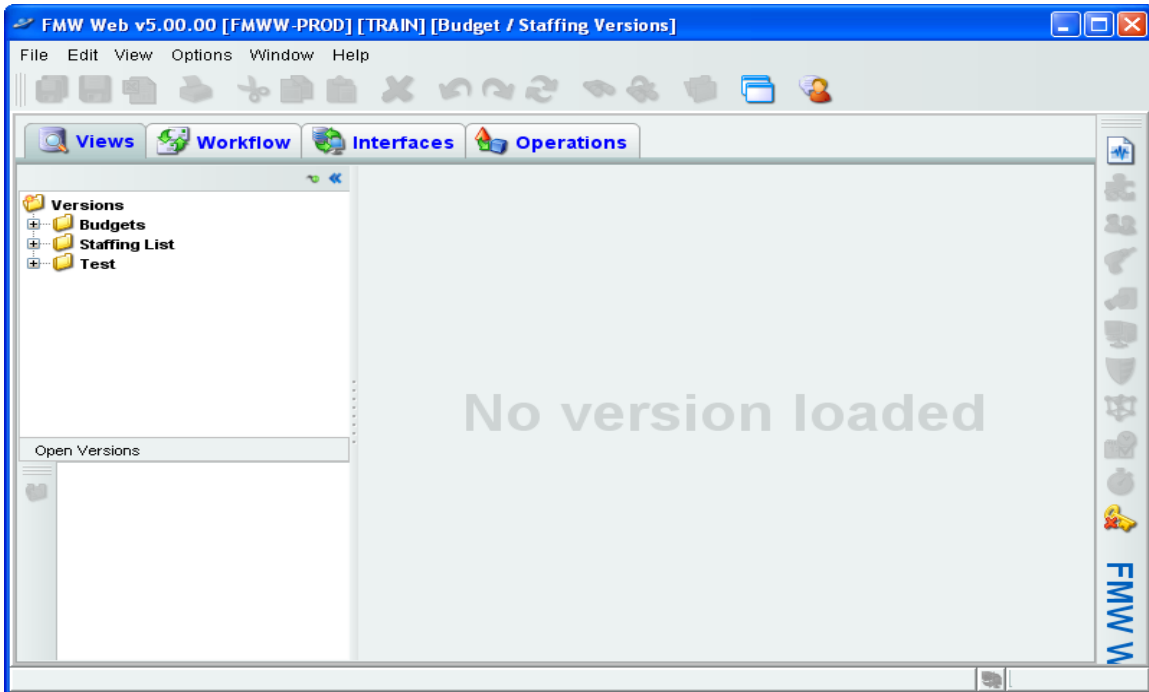 FMW Web v5.00.00 [FMWW-PROD] [TRAIN] [Budget / Staffing Versions]
File Edit View Options Window Help
Views Workflow Interfaces Operations
Versions
Budgets
Staffing List
Test
No version loaded
Open Versions
FMW W